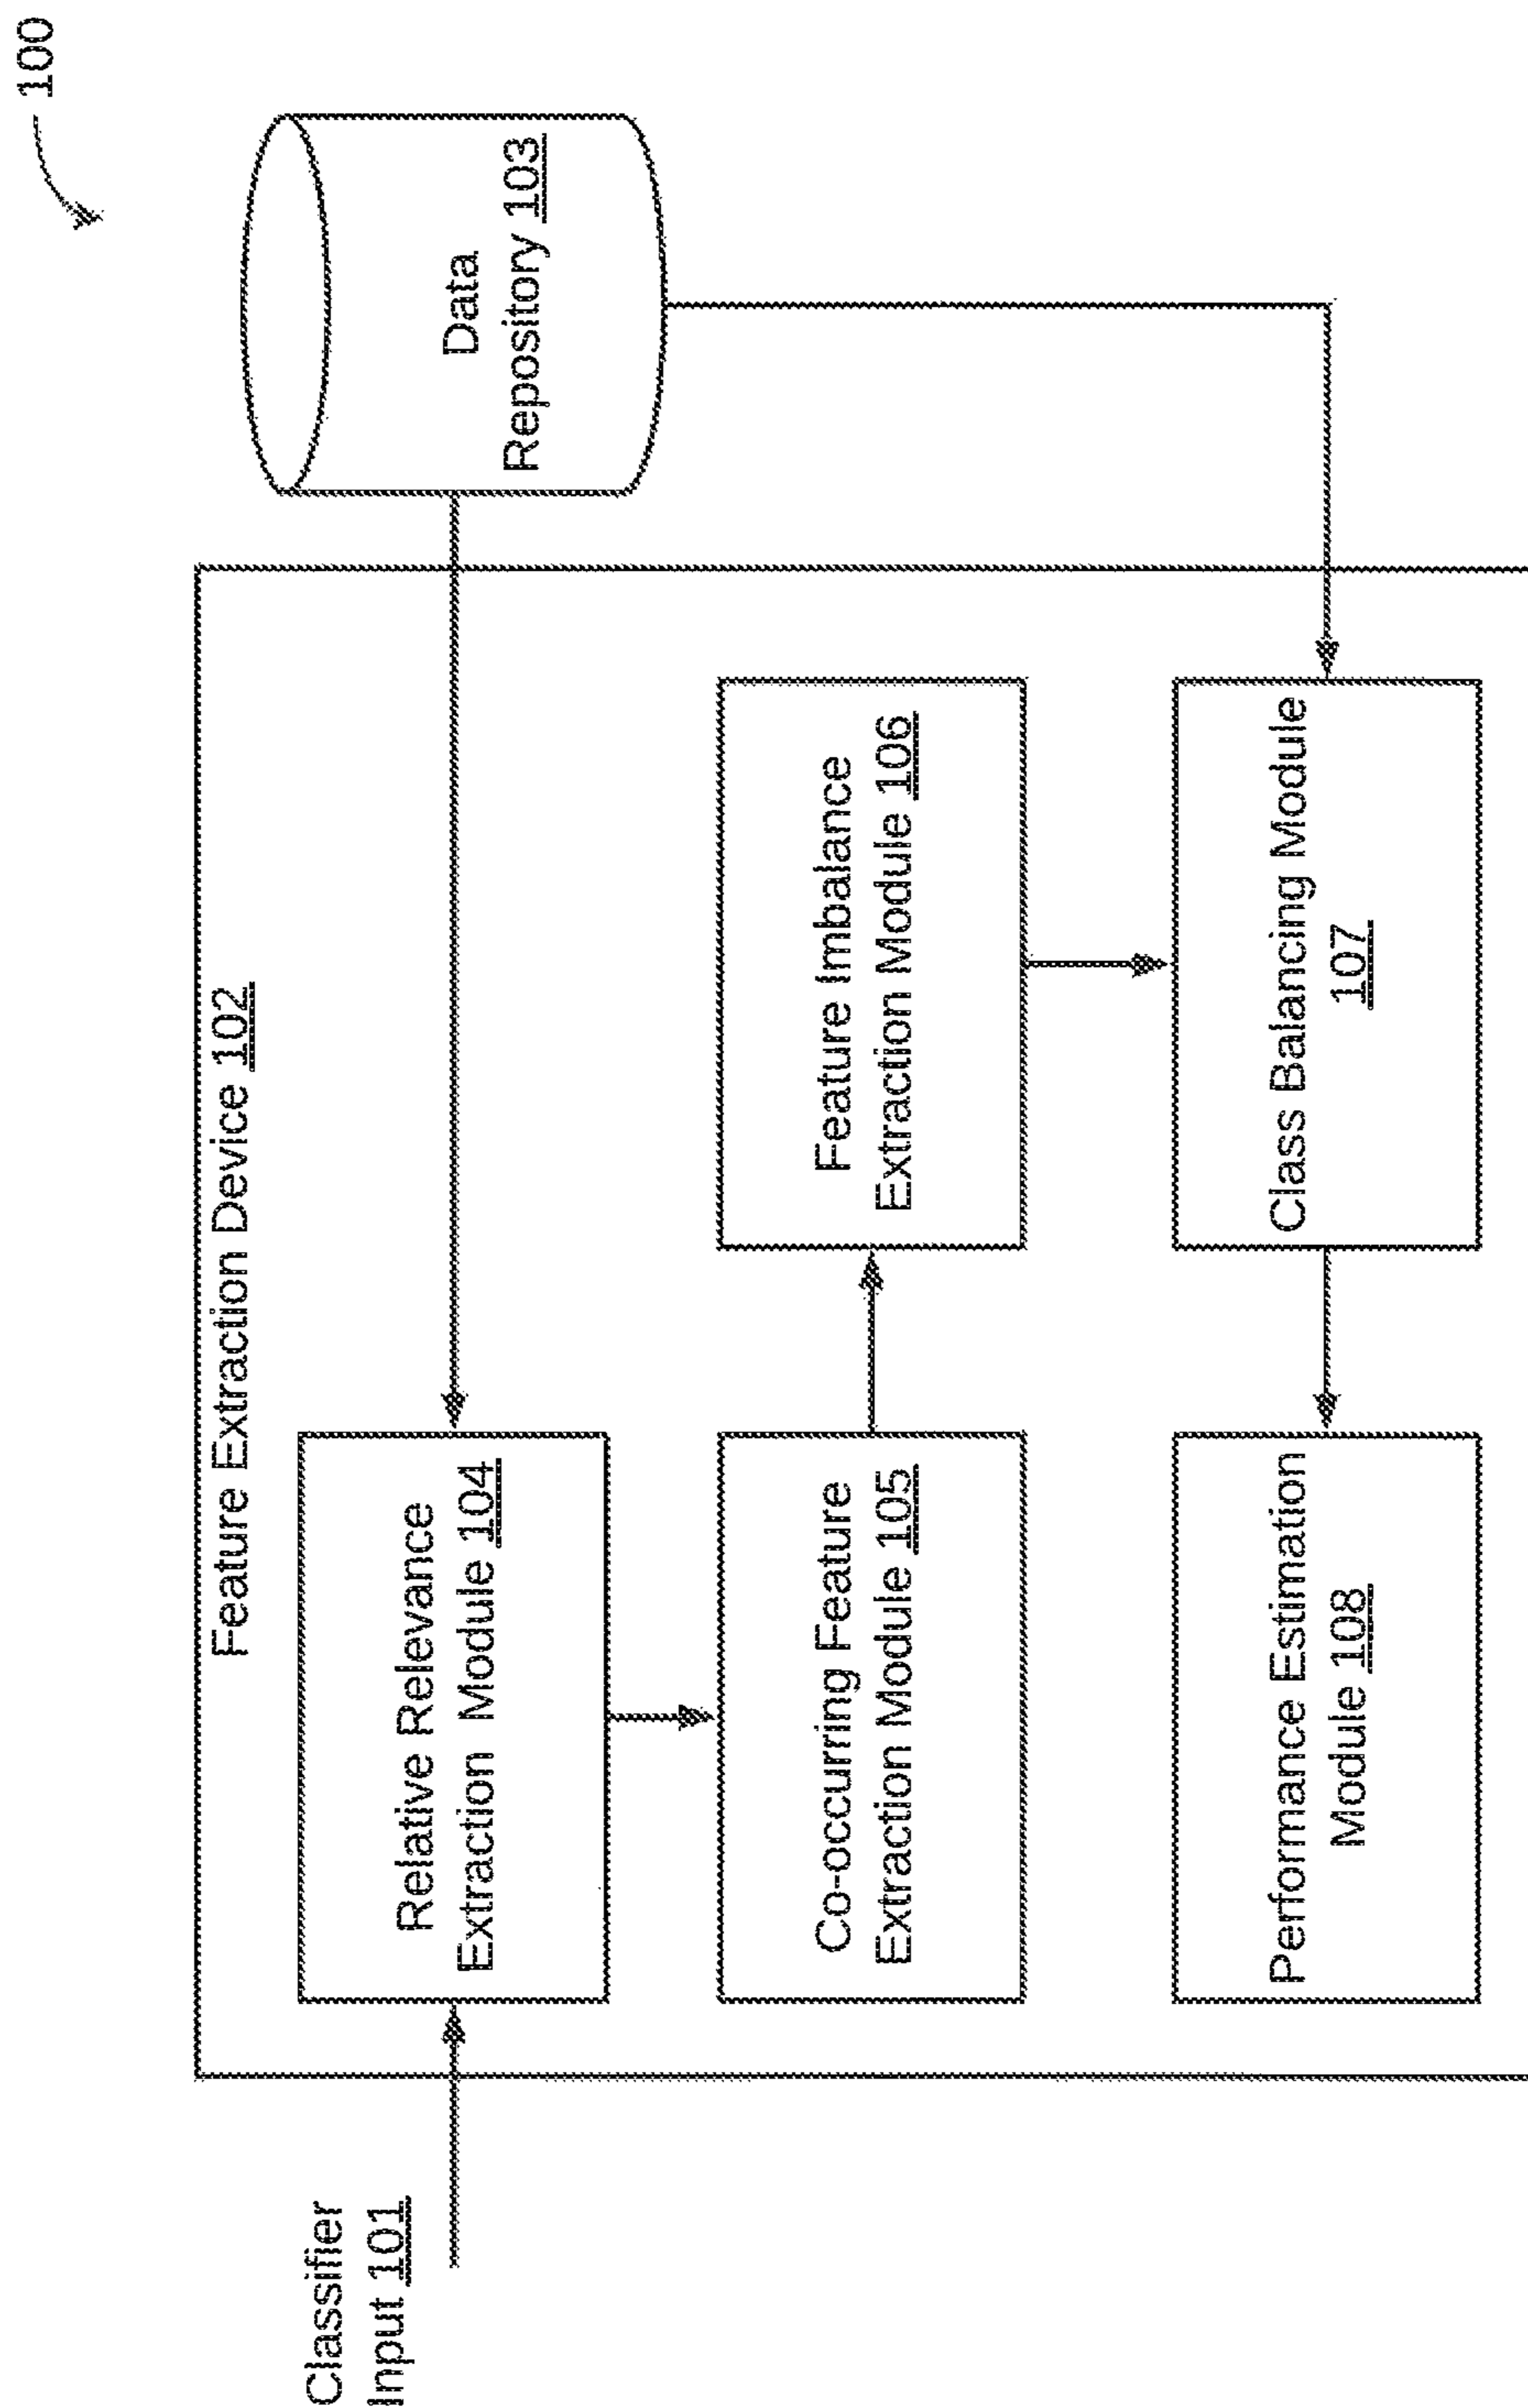 100
Feature Extraction Device 102
Classifier
Input 101
Relative Relevance
Extraction Module 104
Data
Repository 103
Co-occurring Feature
Extraction Module 105
Feature Imbalance
Extraction Module 106
Performance Estimation
Module 108
Class Balancing Module
107